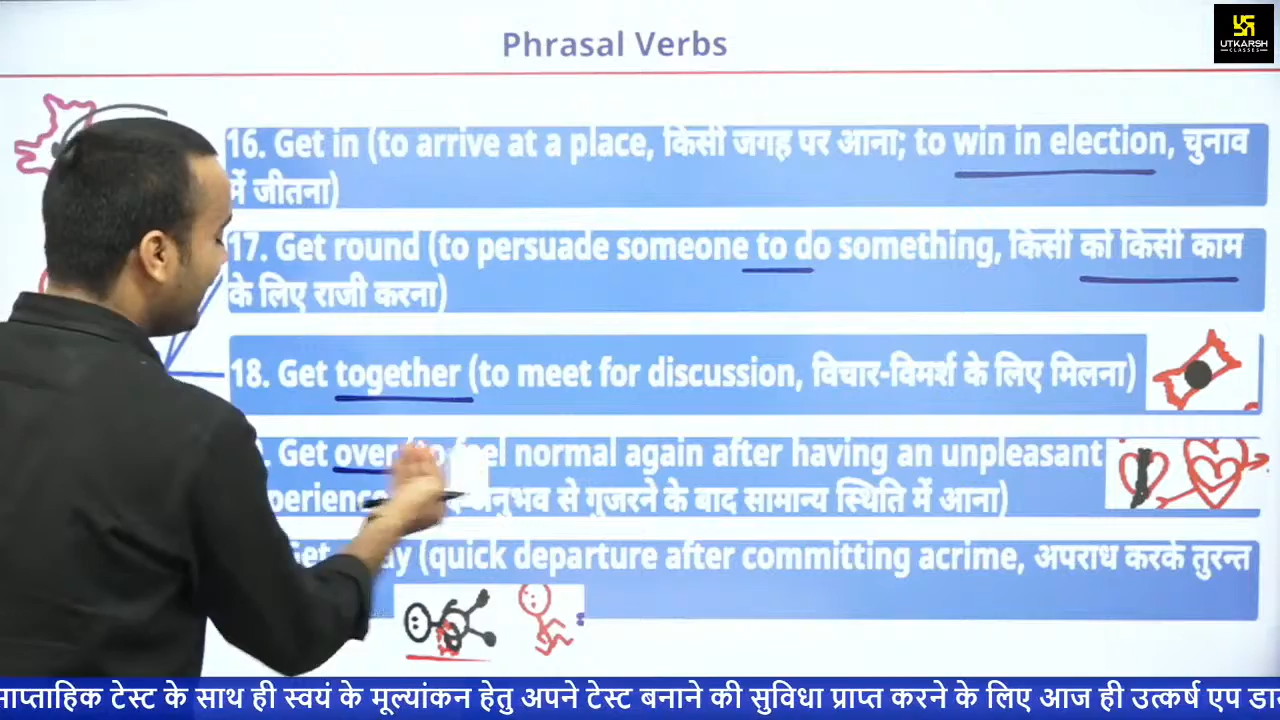 Phrasal Verbs
UTKARSH
CLASSES
16. Get in (to arrive at a place, किसी जगह पर आना; to win in election, चुनाव
में जीतना)
17. Get round (to persuade someone to do something, किसी को किसी काम
के लिए राजी करना)
18. Get together (to meet for discussion, विचार-विमर्श के लिए मिलना)
Get over normal again after having an unpleasant
अनुभव से गुजरने के बाद सामान्य स्थिति में आना)
Get (quick departure after committing acrime, अपराध करके तुरन्त
साप्ताहिक टेस्ट के साथ ही स्वयं के मूल्यांकन हेतु अपने टेस्ट बनाने की सुविधा प्राप्त करने के लिए आज ही उत्कर्ष एप डा